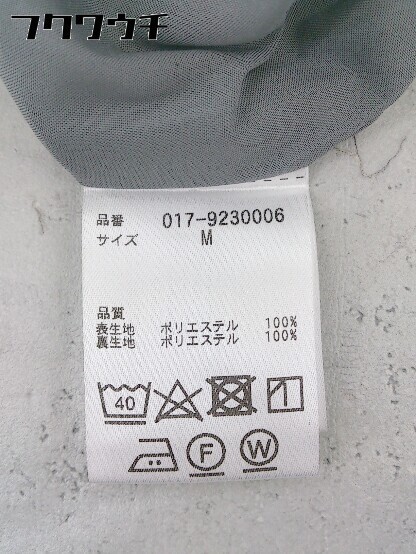 フクワウチ
品番 017-9230006
サイズ M
品質
表生地 ポリエステル 100%
裏生地 ポリエステル 100%
40
F W